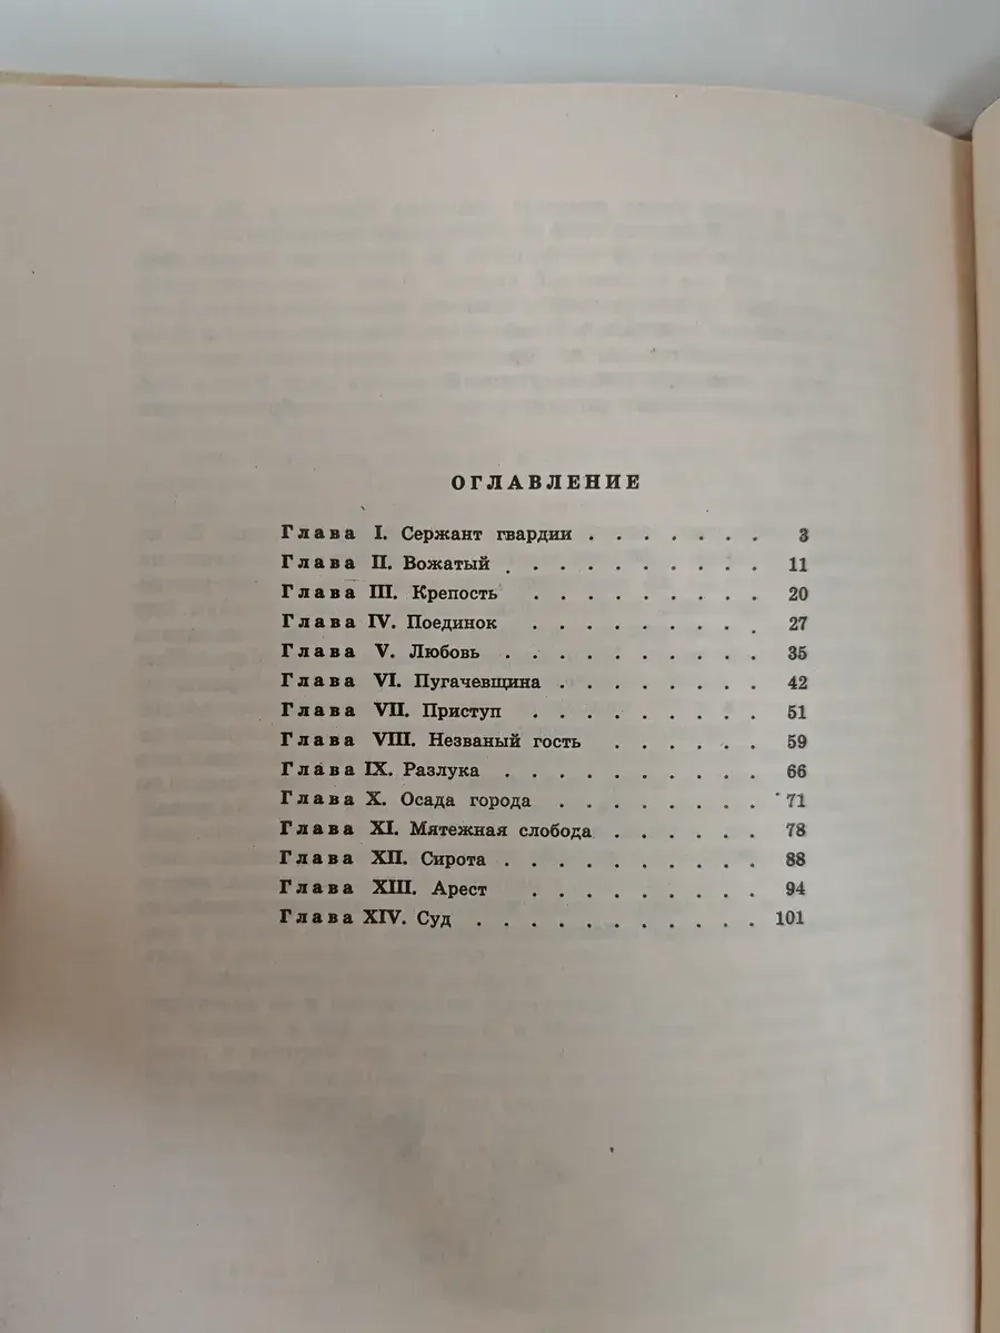 ОГЛАВЛЕНИЕ
Глава I. Сержант гвардии . . . . . . . 3
Глава II. Вожатый . . . . . . . . . . 11
Глава III. Крепость . . . . . . . . . 20
Глава IV. Поединок . . . . . . . . . 27
Глава V. Любовь . . . . . . . . . . 35
Глава VI. Пугачевщина . . . . . . . . 42
Глава VII. Приступ . . . . . . . . . 51
Глава VIII. Незваный гость . . . . . . 59
Глава IX. Разлука . . . . . . . . . . 66
Глава X. Осада города . . . . . . . . 71
Глава XI. Мятежная слобода . . . . . . 78
Глава XII. Сирота . . . . . . . . . . 88
Глава XIII. Арест . . . . . . . . . 94
Глава XIV. Суд . . . . . . . . . . . 101